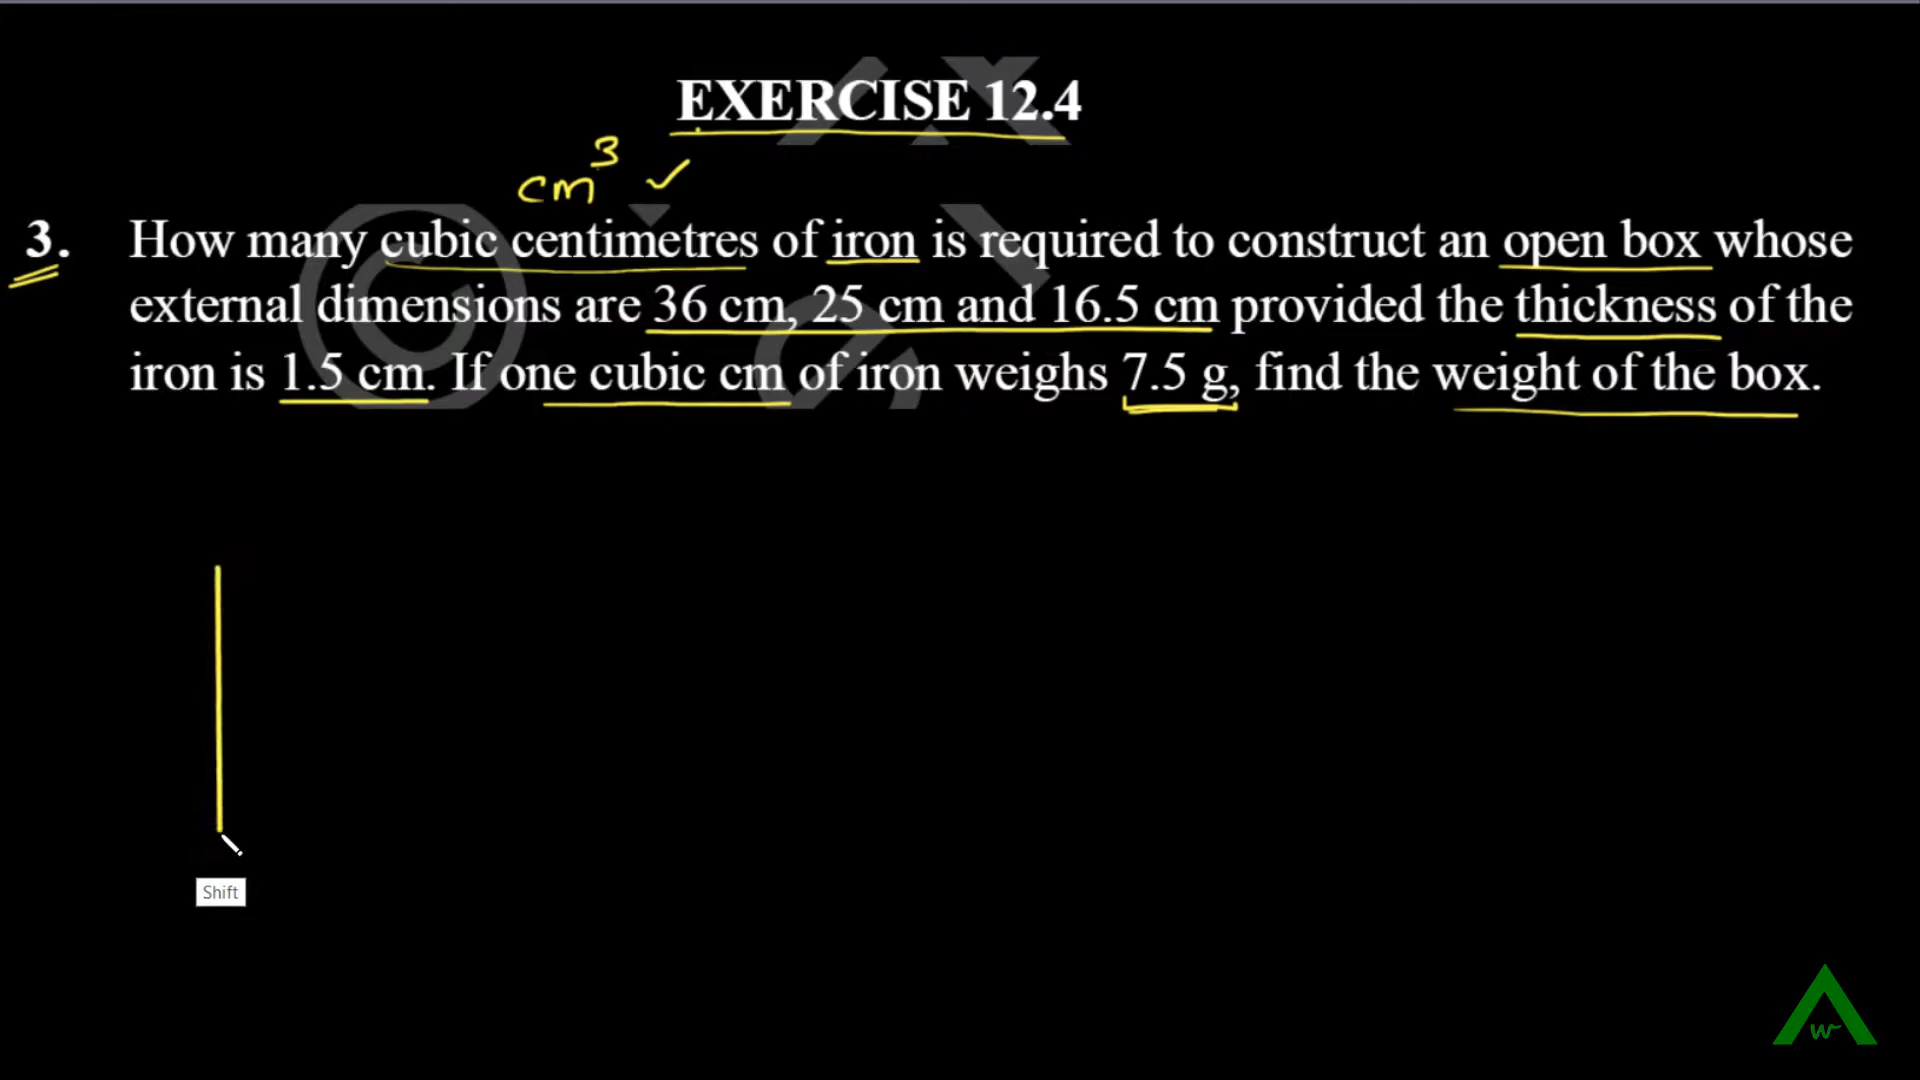 EXERCISE 12.4
cm³ ✓
3. How many cubic centimetres of iron is required to construct an open box whose
external dimensions are 36 cm, 25 cm and 16.5 cm provided the thickness of the
iron is 1.5 cm. If one cubic cm of iron weighs 7.5 g, find the weight of the box.
Shift
w